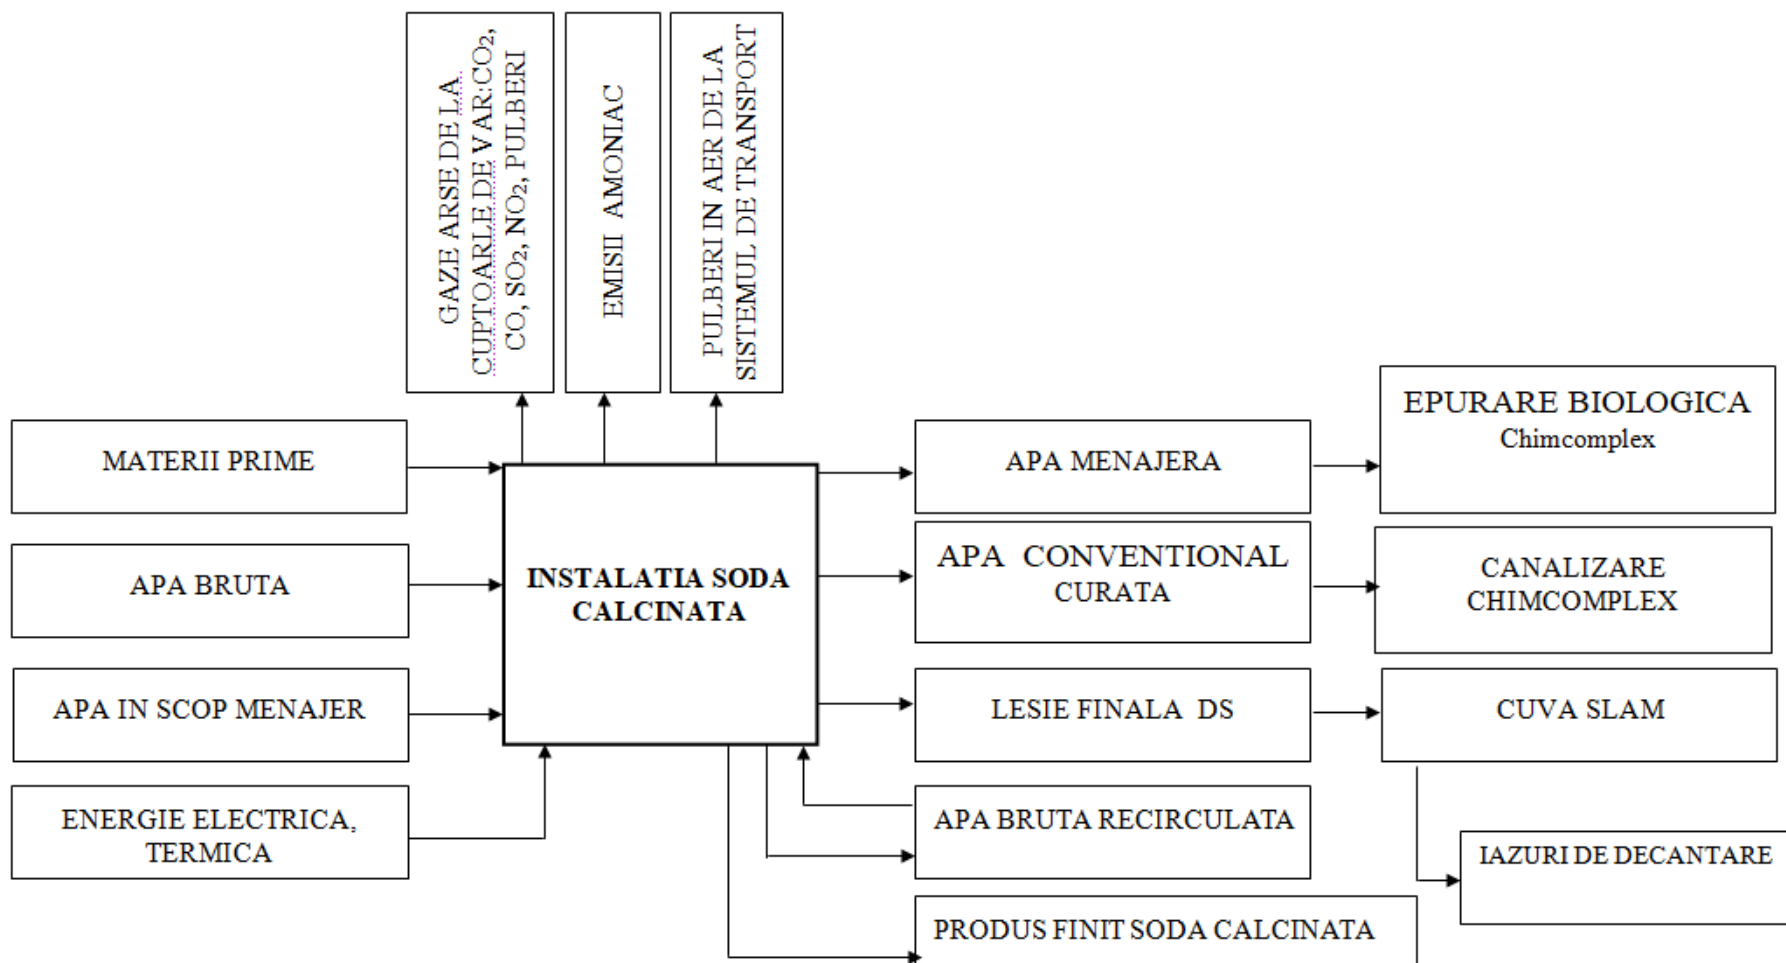 GAZE ARSE DE LA
CUPTOARLE DE VAR:CO₂,
CO, SO₂, NO₂, PULBERI
EMISII AMONIAC
PULBERI IN AER DE LA
SISTEMUL DE TRANSPORT
MATERII PRIME
APA BRUTA
APA IN SCOP MENAJER
ENERGIE ELECTRICA,
TERMICA
INSTALATIA SODA
CALCINATA
APA MENAJERA
APA CONVENTIONAL
CURATA
LESIE FINALA DS
APA BRUTA RECIRCULATA
PRODUS FINIT SODA CALCINATA
EPURARE BIOLOGICA
Chimcomplex
CANALIZARE
CHIMCOMPLEX
CUVA SLAM
IAZURI DE DECANTARE